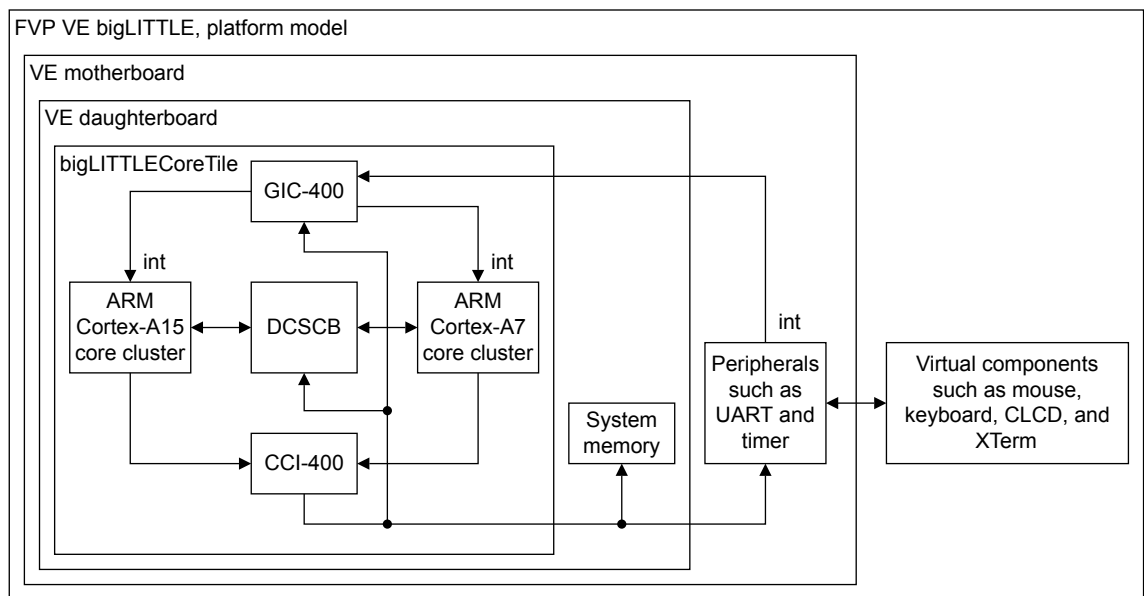 FVP VE bigLITTLE, platform model
VE motherboard
VE daughterboard
bigLITTLECoreTile
GIC-400
int
int
ARM
Cortex-A15
core cluster
DCSCB
ARM
Cortex-A7
core cluster
int
Peripherals
such as
UART and
timer
Virtual components
such as mouse,
keyboard, CLCD, and
XTerm
System
memory
CCI-400